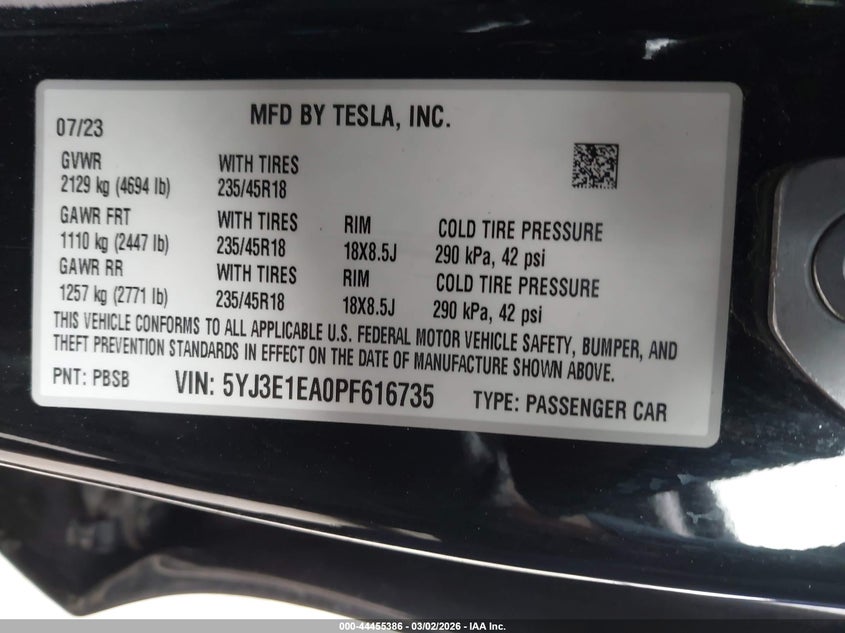 07/23
MFD BY TESLA, INC.
GVWR
2129 kg (4694 lb)
WITH TIRES
235/45R18
GAWR FRT
1110 kg (2447 lb)
WITH TIRES
235/45R18
RIM
18X8.5J
COLD TIRE PRESSURE
290 kPa, 42 psi
GAWR RR
1257 kg (2771 lb)
WITH TIRES
235/45R18
RIM
18X8.5J
COLD TIRE PRESSURE
290 kPa, 42 psi
THIS VEHICLE CONFORMS TO ALL APPLICABLE U.S. FEDERAL MOTOR VEHICLE SAFETY, BUMPER, AND
THEFT PREVENTION STANDARDS IN EFFECT ON THE DATE OF MANUFACTURE SHOWN ABOVE.
PNT: PBSB
VIN: 5YJ3E1EA0PF616735
TYPE: PASSENGER CAR
000-44455386 - 03/02/2026 - IAA Inc.